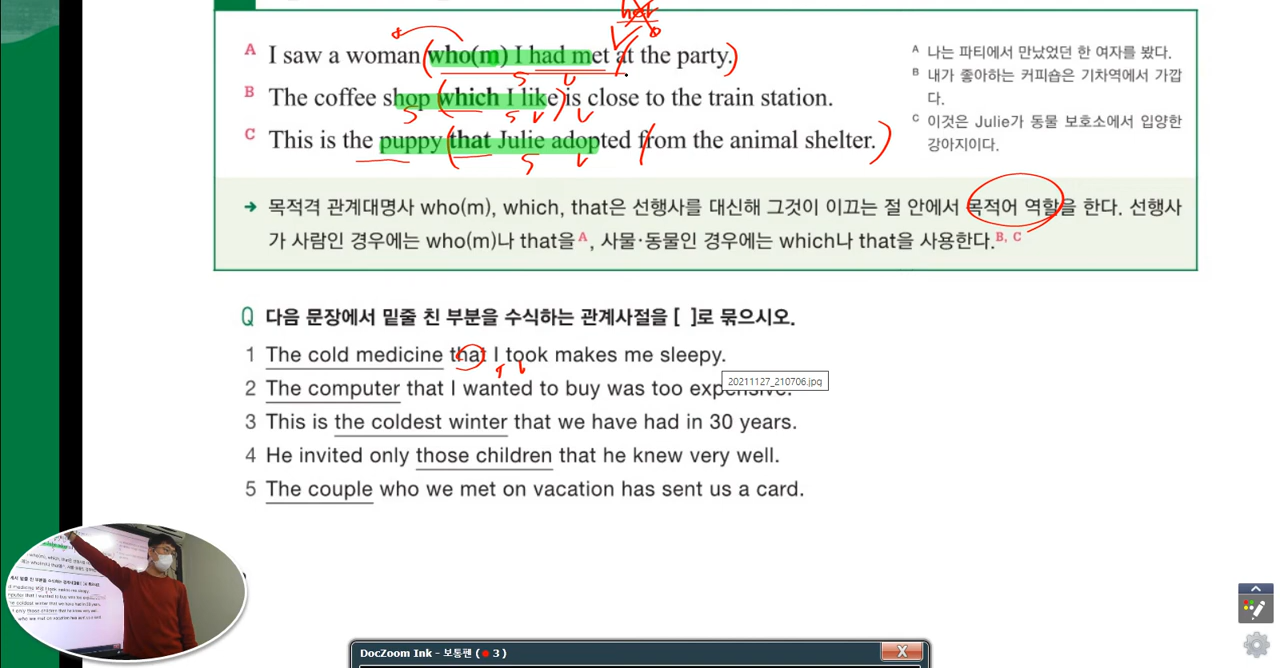 her
A I saw a woman who(m) I had met at the party.
A 나는 파티에서 만났었던 한 여자를 봤다.
B The coffee shop which I like is close to the train station.
B 내가 좋아하는 커피숍은 기차역에서 가깝
다.
S V
S S V V
C This is the puppy that Julie adopted from the animal shelter.
C 이것은 Julie가 동물 보호소에서 입양한
강아지이다.
S V
→ 목적격 관계대명사 who(m), which, that은 선행사를 대신해 그것이 이끄는 절 안에서 목적어 역할을 한다. 선행사
가 사람인 경우에는 who(m)나 that을A, 사물·동물인 경우에는 which나 that을 사용한다.B, C
Q 다음 문장에서 밑줄 친 부분을 수식하는 관계사절을 [ ]로 묶으시오.
1 The cold medicine that I took makes me sleepy.
20211127_210706.jpg
2 The computer that I wanted to buy was too expensive.
3 This is the coldest winter that we have had in 30 years.
4 He invited only those children that he knew very well.
5 The couple who we met on vacation has sent us a card.
DocZoom Ink - 보통펜 ( 3 )
X